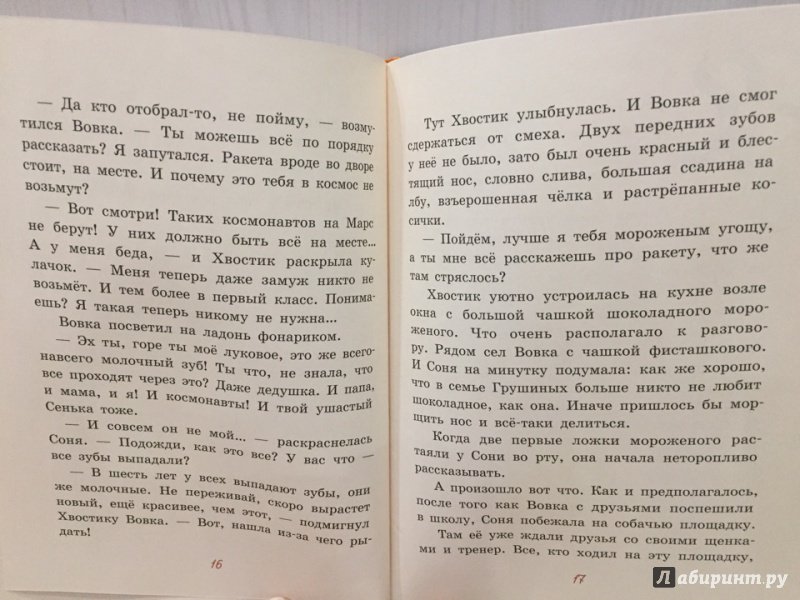 — Да кто отобрал-то, не пойму, — возму-
тился Вовка. — Ты можешь всё по порядку
рассказать? Я запутался. Ракета вроде во дворе
стоит, на месте. И почему это тебя в космос не
возьмут?
— Вот смотри! Таких космонавтов на Марс
не берут! У них должно быть всё на месте...
А у меня беда, — и Хвостик раскрыла ку-
лачок. — Меня теперь даже замуж никто не
возьмёт. И тем более в первый класс. Понима-
ешь? Я такая теперь никому не нужна...
Вовка посветил на ладонь фонариком.
— Эх ты, горе ты моё луковое, это же всего-
навсего молочный зуб! Ты что, не знала, что
все проходят через это? Даже дедушка. И папа,
и мама, и я! И космонавты! И твой ушастый
Сенька тоже.
— И совсем он не мой... — раскраснелась
Соня. — Подожди, как это все? У вас что —
все зубы выпадали?
— В шесть лет у всех выпадают зубы, они
же молочные. Не переживай, скоро вырастет
новый, ещё красивее, чем этот, — подмигнул
Хвостику Вовка. — Вот, нашла из-за чего ры-
дать!
16
Тут Хвостик улыбнулась. И Вовка не смог
сдержаться от смеха. Двух передних зубов
у неё не было, зато был очень красный и блес-
тящий нос, словно слива, большая ссадина на
лбу, взъерошенная чёлка и растрёпанные ко-
сички.
— Пойдём, лучше я тебя мороженым угощу,
а ты мне всё расскажешь про ракету, что же
там стряслось?
Хвостик уютно устроилась на кухне возле
окна с большой чашкой шоколадного моро-
женого. Что очень располагало к разгово-
ру. Рядом сел Вовка с чашкой фисташкового.
И Соня на минутку подумала: как же хорошо,
что в семье Грушиных больше никто не любит
шоколадное, как она. Иначе пришлось бы мор-
щить нос и всё-таки делиться.
Когда две первые ложки мороженого рас-
таяли у Сони во рту, она начала неторопливо
рассказывать.
А произошло вот что. Как и предполагалось,
после того как Вовка с друзьями поспешили
в школу, Соня побежала на собачью площадку.
Там её уже ждали друзья со своими щенка-
ми и тренер. Все, кто ходил на эту площадку,
17
Лабиринт.ру